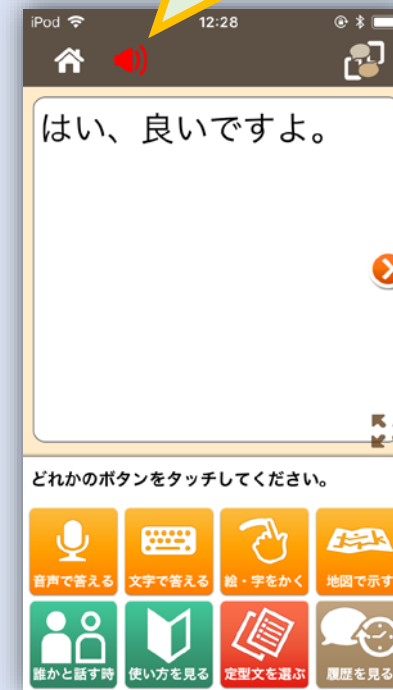 iPod 12:28
はい、良いですよ。
どれかのボタンをタッチしてください。
音声で答える 文字で答える 絵・字をかく 地図で示す
誰かと話す時 使い方を見る 定型文を選ぶ 履歴を見る